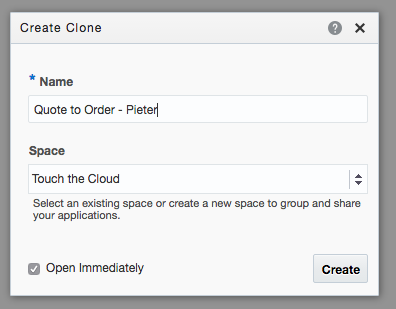 Create Clone ?
* Name
Quote to Order - Pieter
Space
Touch the Cloud
Select an existing space or create a new space to group and share
your applications.
Open Immediately
Create